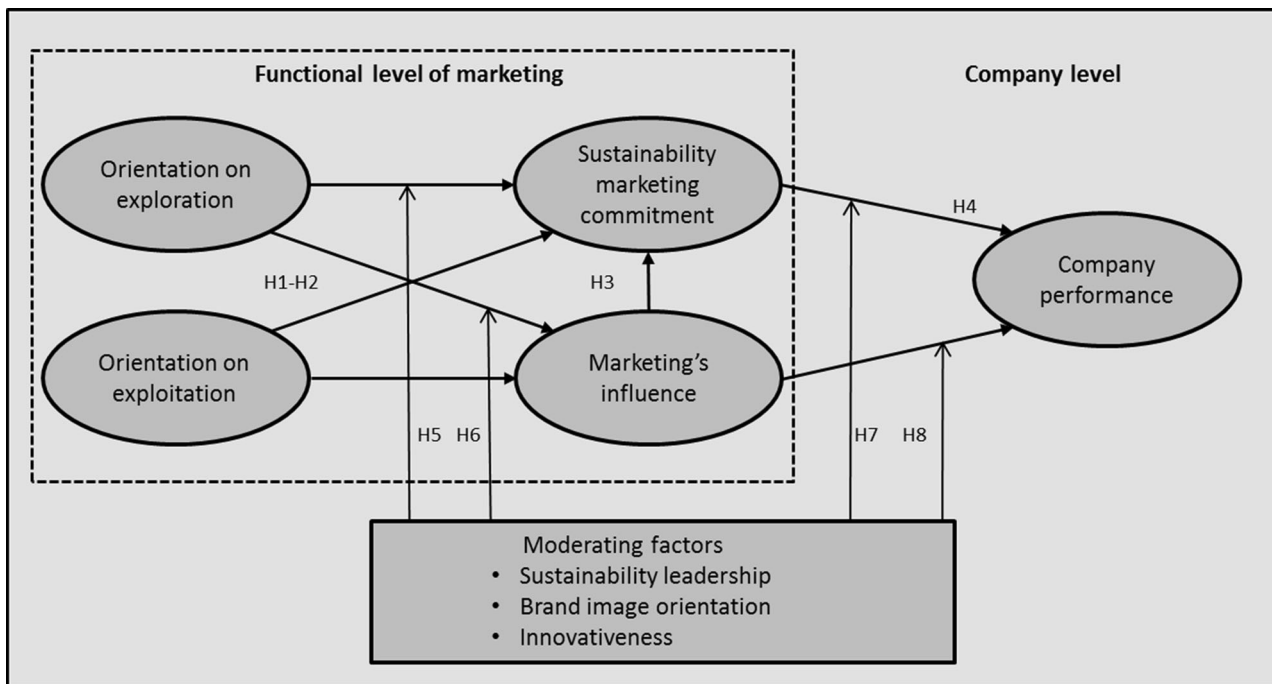 Functional level of marketing
Company level
Orientation on
exploration
Sustainability
marketing
commitment
H4
H1-H2
H3
Company
performance
Orientation on
exploitation
Marketing's
influence
H5
H6
H7
H8
Moderating factors
• Sustainability leadership
• Brand image orientation
• Innovativeness